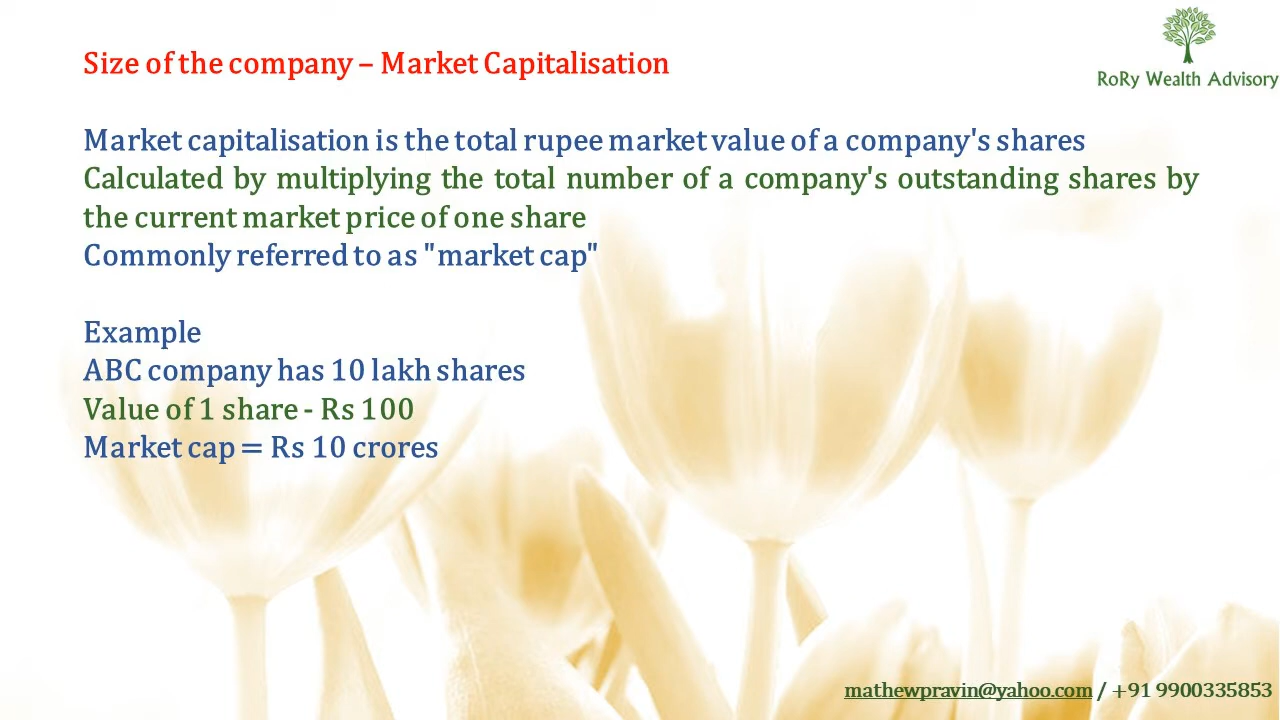 Size of the company – Market Capitalisation
RoRy Wealth Advisory
Market capitalisation is the total rupee market value of a company's shares
Calculated by multiplying the total number of a company's outstanding shares by
the current market price of one share
Commonly referred to as "market cap"
Example
ABC company has 10 lakh shares
Value of 1 share - Rs 100
Market cap = Rs 10 crores
mathewpravin@yahoo.com / +91 9900335853